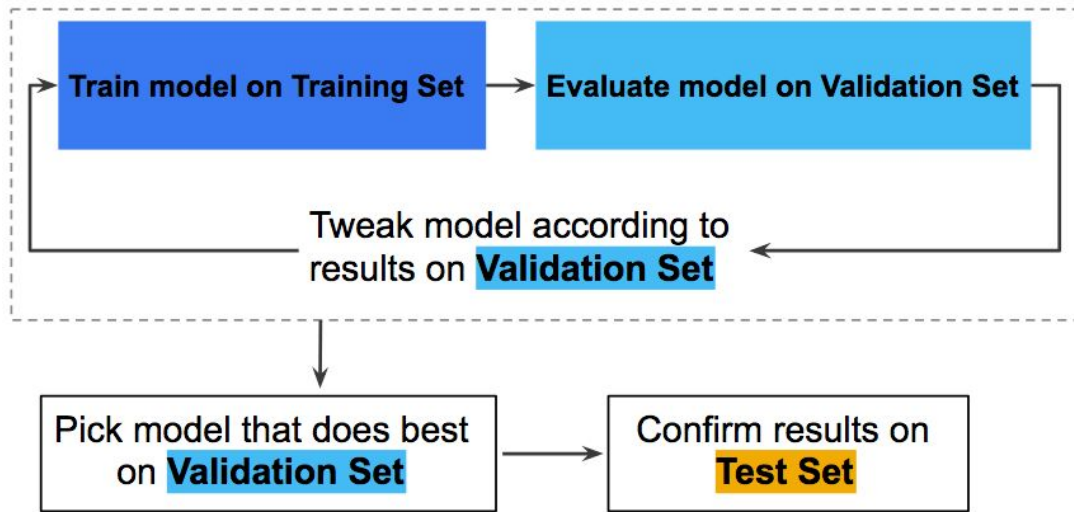 Train model on Training Set
Evaluate model on Validation Set
Tweak model according to
results on Validation Set
Pick model that does best
on Validation Set
Confirm results on
Test Set